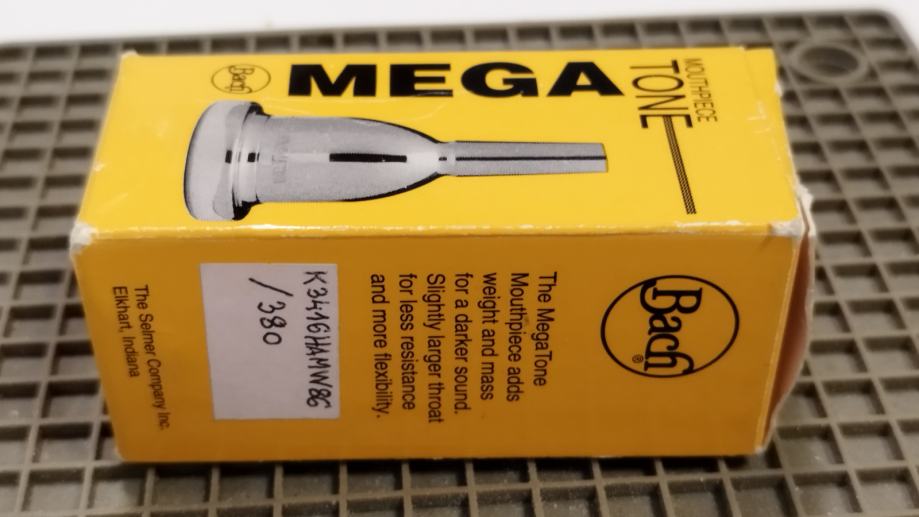 Bach
MEGA
TONE
MOUTHPIECE
Bach
®
The MegaTone
Mouthpiece adds
weight and mass
for a darker sound.
Slightly larger throat
for less resistance
and more flexibility.
K3416HAMW8G
/380
The Selmer Company Inc.
Elkhart, Indiana